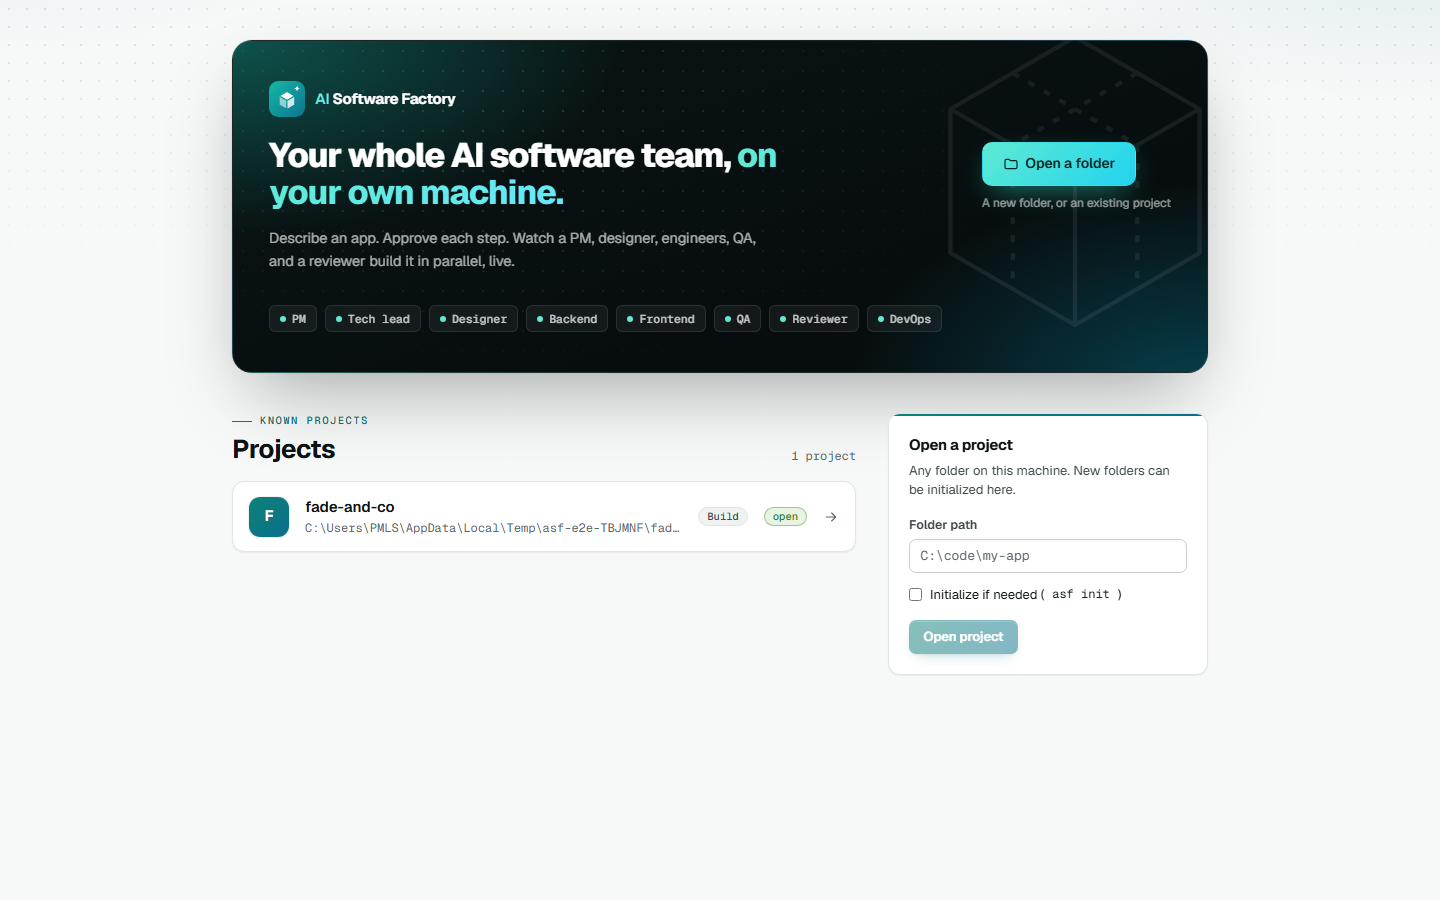 AI Software Factory
Your whole AI software team, on
your own machine.
Describe an app. Approve each step. Watch a PM, designer, engineers, QA,
and a reviewer build it in parallel, live.
PM
Tech lead
Designer
Backend
Frontend
QA
Reviewer
DevOps
Open a folder
A new folder, or an existing project
KNOWN PROJECTS
Projects
1 project
F
fade-and-co
C:\Users\PMLS\AppData\Local\Temp\asf-e2e-TBJMNF\fad…
Build
open
Open a project
Any folder on this machine. New folders can
be initialized here.
Folder path
C:\code\my-app
Initialize if needed ( asf init )
Open project